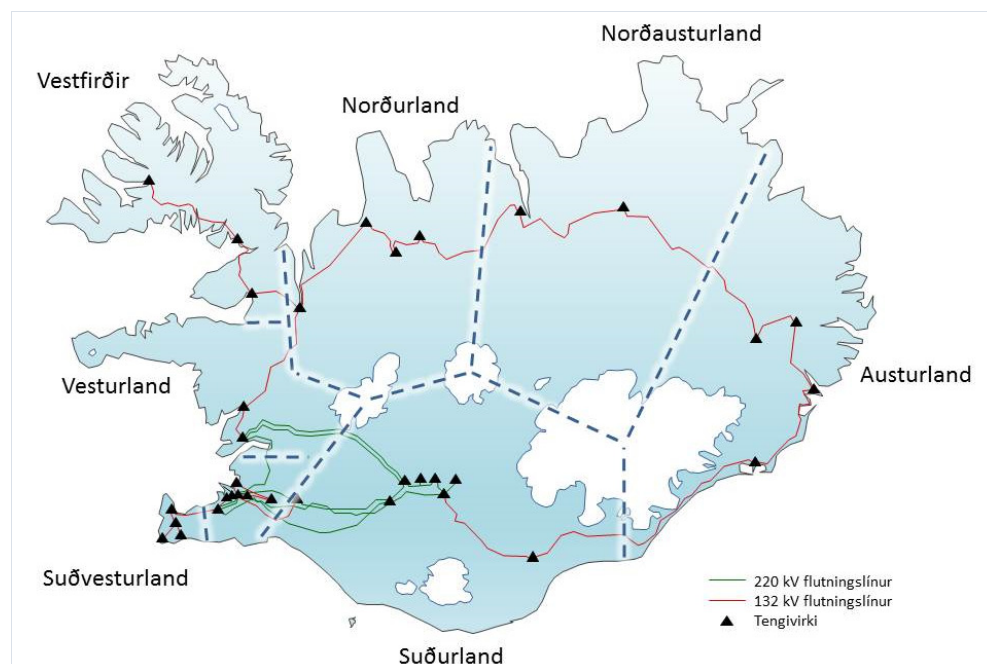 Norðausturland
Vestfirðir
Norðurland
Vesturland
Austurland
Suðvesturland
220 kV flutningslínur
132 kV flutningslínur
Tengivirki
Suðurland